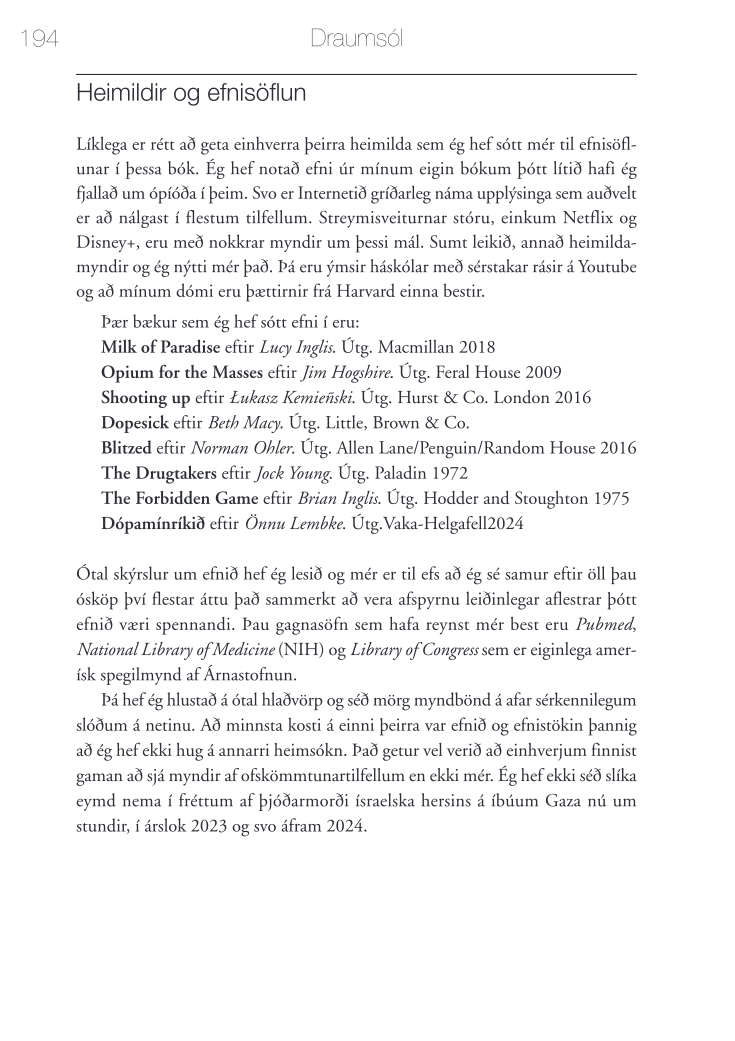 194
Draumsól
Heimildir og efnisöflun
Líklega er rétt að geta einhverra þeirra heimilda sem ég hef sótt mér til efnisöfl-
unar í þessa bók. Ég hef notað efni úr mínum eigin bókum þótt lítið hafi ég
fjallað um ópíóða í þeim. Svo er Internetið gríðarleg náma upplýsinga sem auðvelt
er að nálgast í flestum tilfellum. Streymisveiturnar stóru, einkum Netflix og
Disney+, eru með nokkrar myndir um þessi mál. Sumt leikið, annað heimilda-
myndir og ég nýtti mér það. Þá eru ýmsir háskólar með sérstakar rásir á Youtube
og að mínum dómi eru þættirnir frá Harvard einna bestir.
Þær bækur sem ég hef sótt efni í eru:
Milk of Paradise eftir Lucy Inglis. Útg. Macmillan 2018
Opium for the Masses eftir Jim Hogshire. Útg. Feral House 2009
Shooting up eftir Łukasz Kemieński. Útg. Hurst & Co. London 2016
Dopesick eftir Beth Macy. Útg. Little, Brown & Co.
Blitzed eftir Norman Ohler. Útg. Allen Lane/Penguin/Random House 2016
The Drugtakers eftir Jock Young. Útg. Paladin 1972
The Forbidden Game eftir Brian Inglis. Útg. Hodder and Stoughton 1975
Dópamínríkið eftir Önnu Lembke. Útg.Vaka-Helgafell2024
Ótal skýrslur um efnið hef ég lesið og mér er til efs að ég sé samur eftir öll þau
ósköp því flestar áttu það sammerkt að vera afspyrnu leiðinlegar aflestrar þótt
efnið væri spennandi. Þau gagnasöfn sem hafa reynst mér best eru Pubmed,
National Library of Medicine (NIH) og Library of Congress sem er eiginlega amer-
ísk spegilmynd af Árnastofnun.
Þá hef ég hlustað á ótal hlaðvörp og séð mörg myndbönd á afar sérkennilegum
slóðum á netinu. Að minnsta kosti á einni þeirra var efnið og efnistökin þannig
að ég hef ekki hug á annarri heimsókn. Það getur vel verið að einhverjum finnist
gaman að sjá myndir af ofskömmtunartilfellum en ekki mér. Ég hef ekki séð slíka
eymd nema í fréttum af þjóðarmorði ísraelska hersins á íbúum Gaza nú um
stundir, í árslok 2023 og svo áfram 2024.